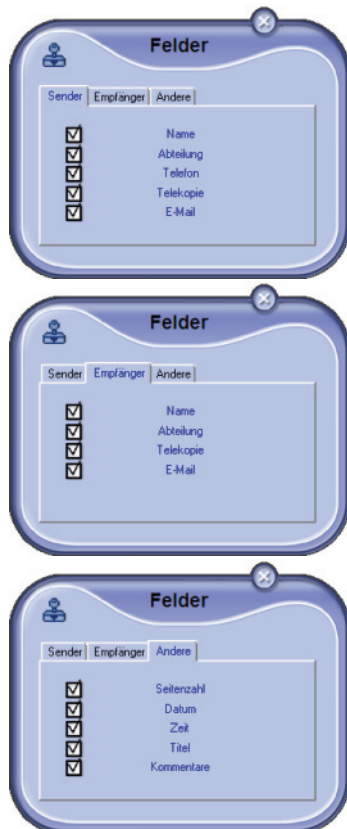 Felder
Sender Empfänger Andere
Name
Abteilung
Telefon
Telekopie
E-Mail
Felder
Sender Empfänger Andere
Name
Abteilung
Telekopie
E-Mail
Felder
Sender Empfänger Andere
Seitenzahl
Datum
Zeit
Titel
Kommentare